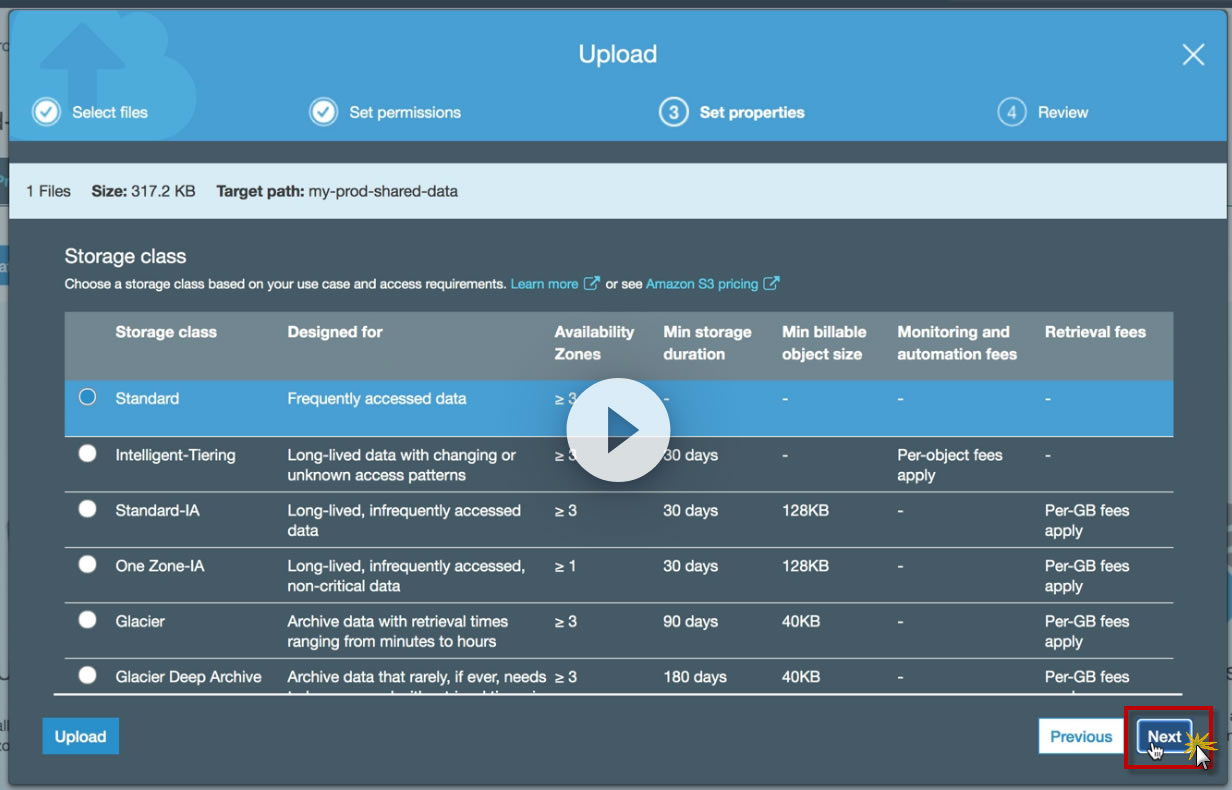 Upload
Select files
Set permissions
3 Set properties
4 Review
1 Files Size: 317.2 KB Target path: my-prod-shared-data
Storage class
Choose a storage class based on your use case and access requirements. Learn more or see Amazon S3 pricing
Storage class Designed for Availability Min storage Min billable Monitoring and Retrieval fees
Zones duration object size automation fees
Standard Frequently accessed data ≥ 3 - - - -
Intelligent-Tiering Long-lived data with changing or ≥ 3 30 days - Per-object fees -
unknown access patterns apply
Standard-IA Long-lived, infrequently accessed ≥ 3 30 days 128KB - Per-GB fees
data apply
One Zone-IA Long-lived, infrequently accessed, ≥ 1 30 days 128KB - Per-GB fees
non-critical data apply
Glacier Archive data with retrieval times ≥ 3 90 days 40KB - Per-GB fees
ranging from minutes to hours apply
Glacier Deep Archive Archive data that rarely, if ever, needs ≥ 3 180 days 40KB - Per-GB fees
Upload Previous Next